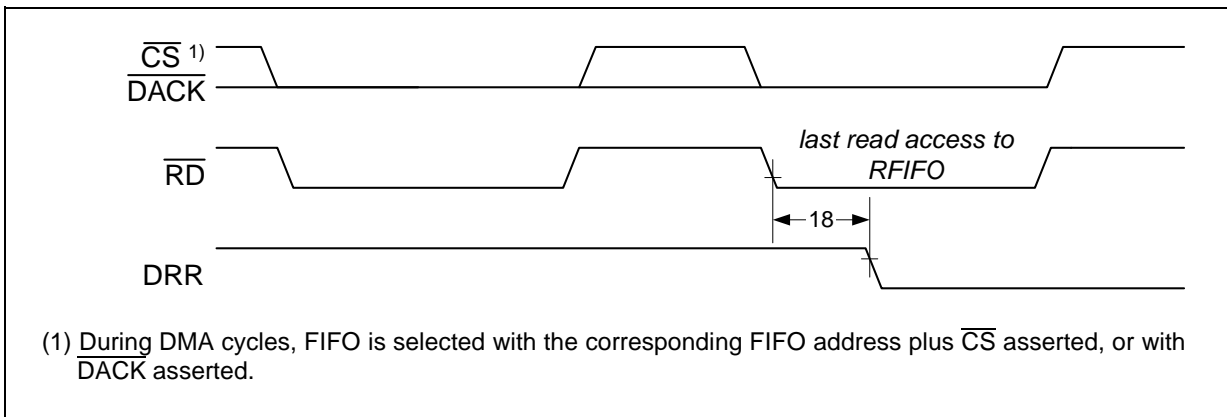 CS 1)
DACK
RD
last read access to
RFIFO
18
DRR
(1) During DMA cycles, FIFO is selected with the corresponding FIFO address plus CS asserted, or with
DACK asserted.